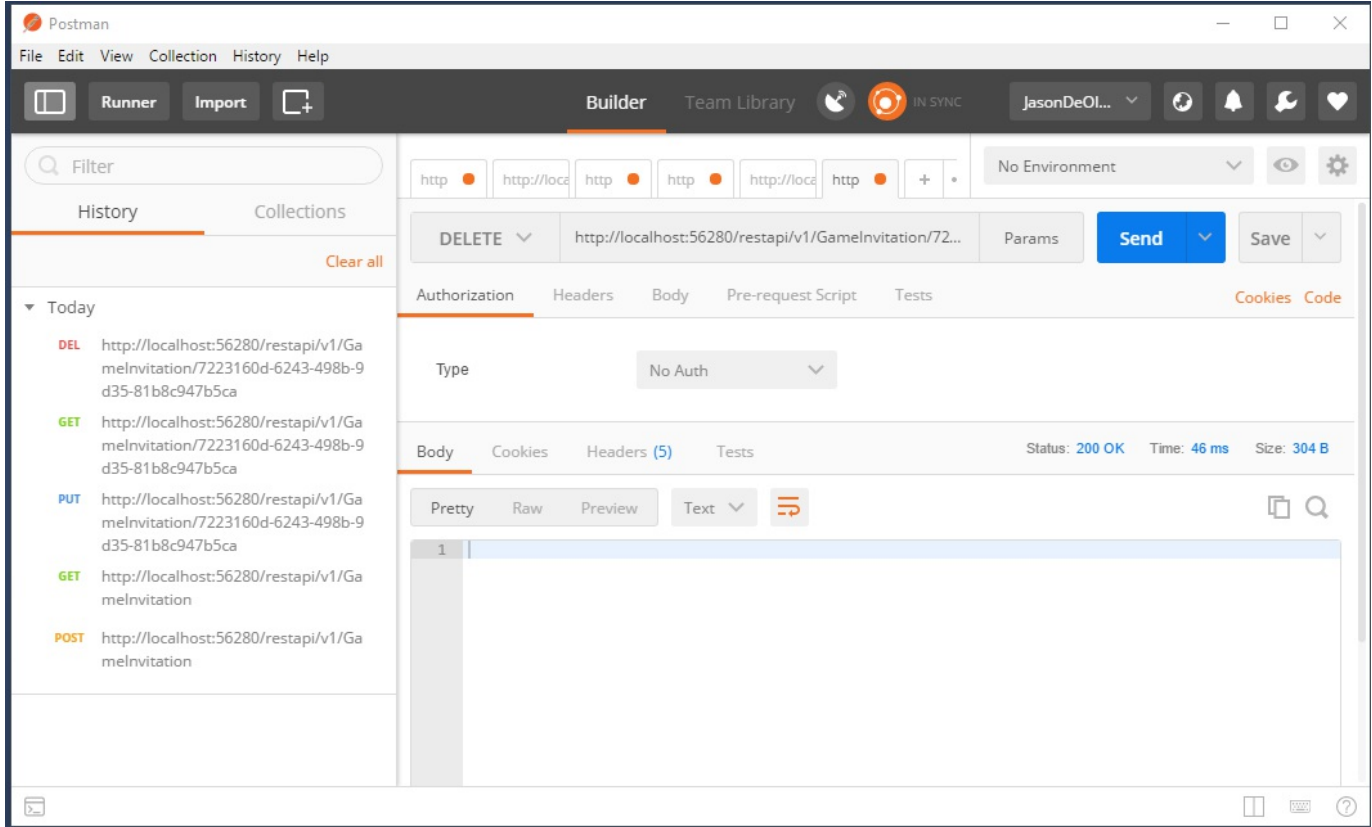 Postman
File Edit View Collection History Help
Runner Import Builder Team Library IN SYNC JasonDeOl...
Filter
History Collections
Clear all
Today
DEL http://localhost:56280/restapi/v1/Ga
meInvitation/7223160d-6243-498b-9
d35-81b8c947b5ca
GET http://localhost:56280/restapi/v1/Ga
meInvitation/7223160d-6243-498b-9
d35-81b8c947b5ca
PUT http://localhost:56280/restapi/v1/Ga
meInvitation/7223160d-6243-498b-9
d35-81b8c947b5ca
GET http://localhost:56280/restapi/v1/Ga
meInvitation
POST http://localhost:56280/restapi/v1/Ga
meInvitation
http http://loca http http http://loca http + No Environment
DELETE http://localhost:56280/restapi/v1/GameInvitation/72... Params Send Save
Authorization Headers Body Pre-request Script Tests Cookies Code
Type No Auth
Body Cookies Headers (5) Tests Status: 200 OK Time: 46 ms Size: 304 B
Pretty Raw Preview Text
1